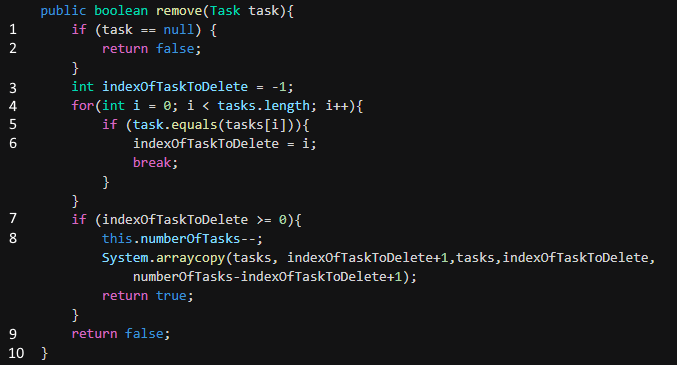 public boolean remove(Task task){
1 if (task == null) {
2 return false;
}
3 int indexOfTaskToDelete = -1;
4 for(int i = 0; i < tasks.length; i++){
5 if (task.equals(tasks[i])){
6 indexOfTaskToDelete = i;
break;
}
}
7 if (indexOfTaskToDelete >= 0){
8 this.numberOfTasks--;
System.arraycopy(tasks, indexOfTaskToDelete+1,tasks,indexOfTaskToDelete,
numberOfTasks-indexOfTaskToDelete+1);
return true;
}
9 return false;
10 }